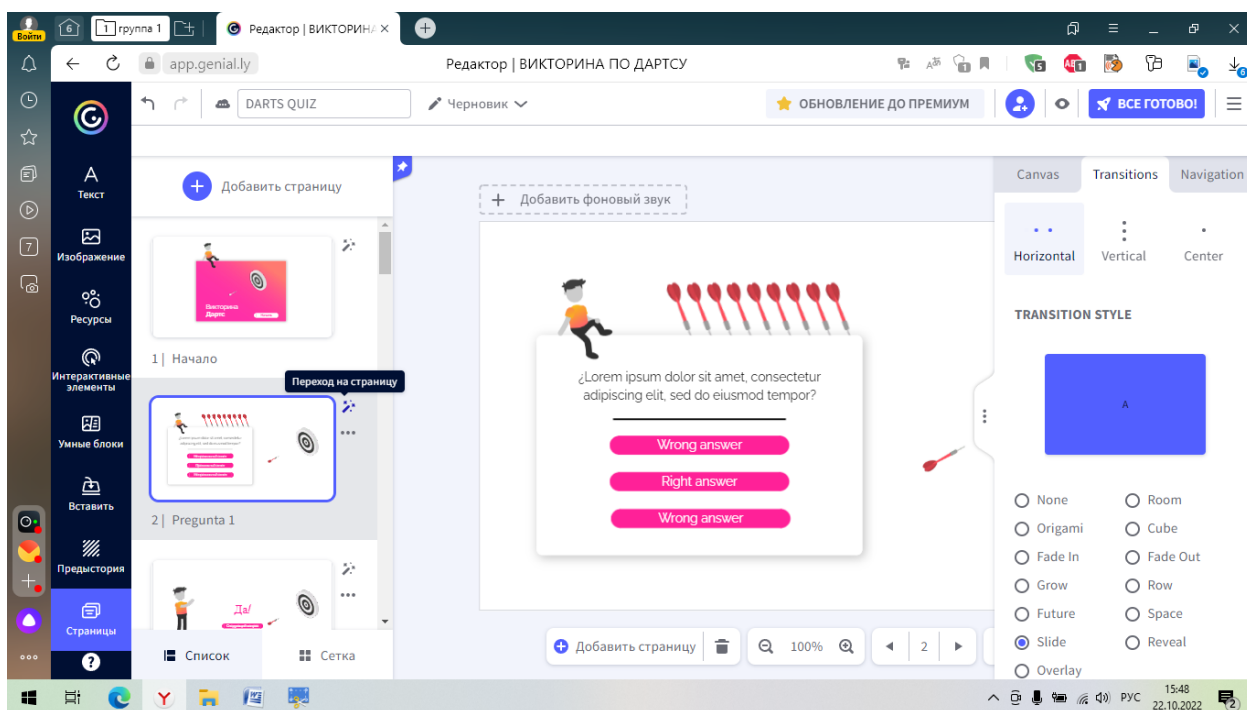 Войти
6
1 группа 1
Редактор | ВИКТОРИНА
app.genial.ly
Редактор | ВИКТОРИНА ПО ДАРТСУ
DARTS QUIZ
Черновик
ОБНОВЛЕНИЕ ДО ПРЕМИУМ
ВСЕ ГОТОВО!
Текст
Изображение
Ресурсы
Интерактивные
элементы
Умные блоки
Вставить
Предыстория
Страницы
7
Добавить страницу
Викторина
Дартс
1 | Начало
Переход на страницу
2 | Pregunta 1
Да!
Список
Сетка
Добавить фоновый звук
¿Lorem ipsum dolor sit amet, consectetur
adipiscing elit, sed do eiusmod tempor?
Wrong answer
Right answer
Wrong answer
Добавить страницу
100%
2
Canvas
Transitions
Navigation
Horizontal
Vertical
Center
TRANSITION STYLE
A
None
Room
Origami
Cube
Fade In
Fade Out
Grow
Row
Future
Space
Slide
Reveal
Overlay
РУС
15:48
22.10.2022